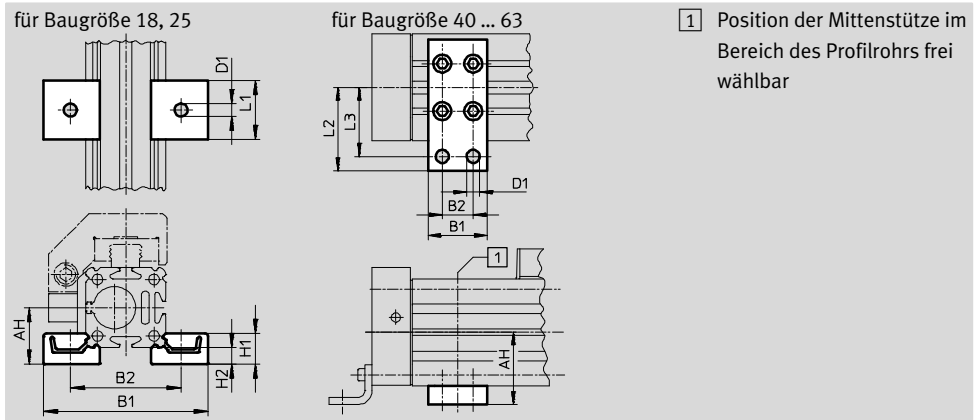 für Baugröße 18, 25
für Baugröße 40 ... 63
1 Position der Mittenstütze im
Bereich des Profilrohrs frei
wählbar
D1
L1
L2
L3
D1
B2
B1
1
AH
H1
H2
B2
B1
AH